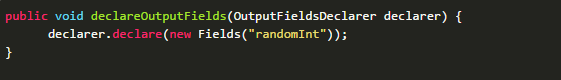 public void declareOutputFields(OutputFieldsDeclarer declarer) {
declarer.declare(new Fields("randomInt"));
}